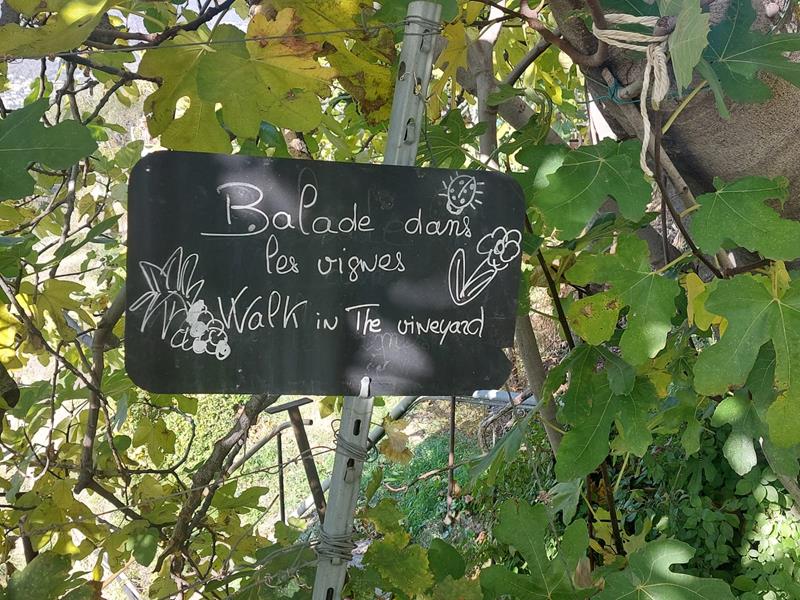 Balade dans
les vignes
Walk in The vineyard